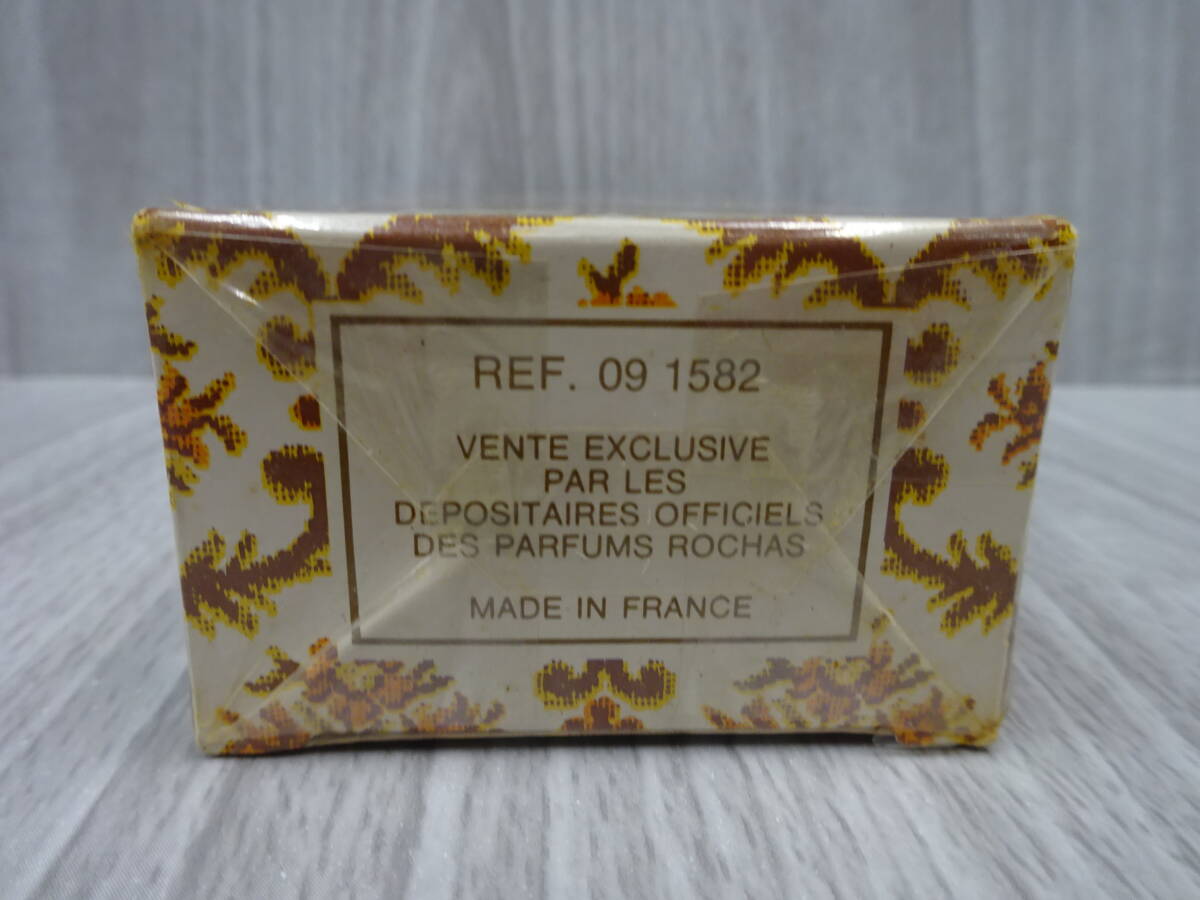 REF. 09 1582
VENTE EXCLUSIVE
PAR LES
DEPOSITAIRES OFFICIELS
DES PARFUMS ROCHAS
MADE IN FRANCE